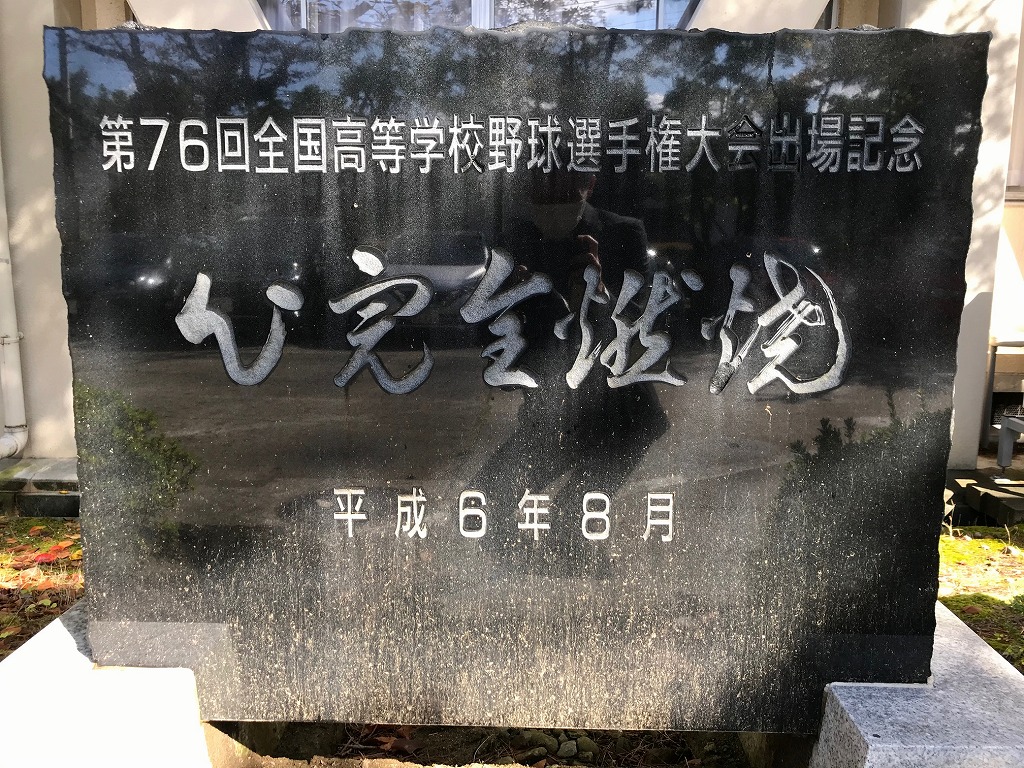 第76回全国高等学校野球選手権大会出場記念
心完全燃焼
平成6年8月